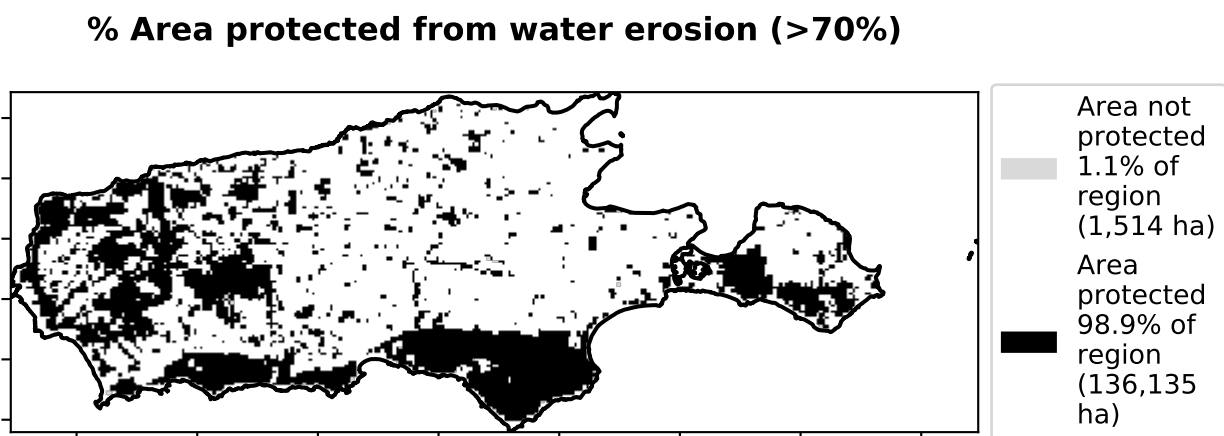 % Area protected from water erosion (>70%)
Area not
protected
1.1% of
region
(1,514 ha)
Area
protected
98.9% of
region
(136,135
ha)